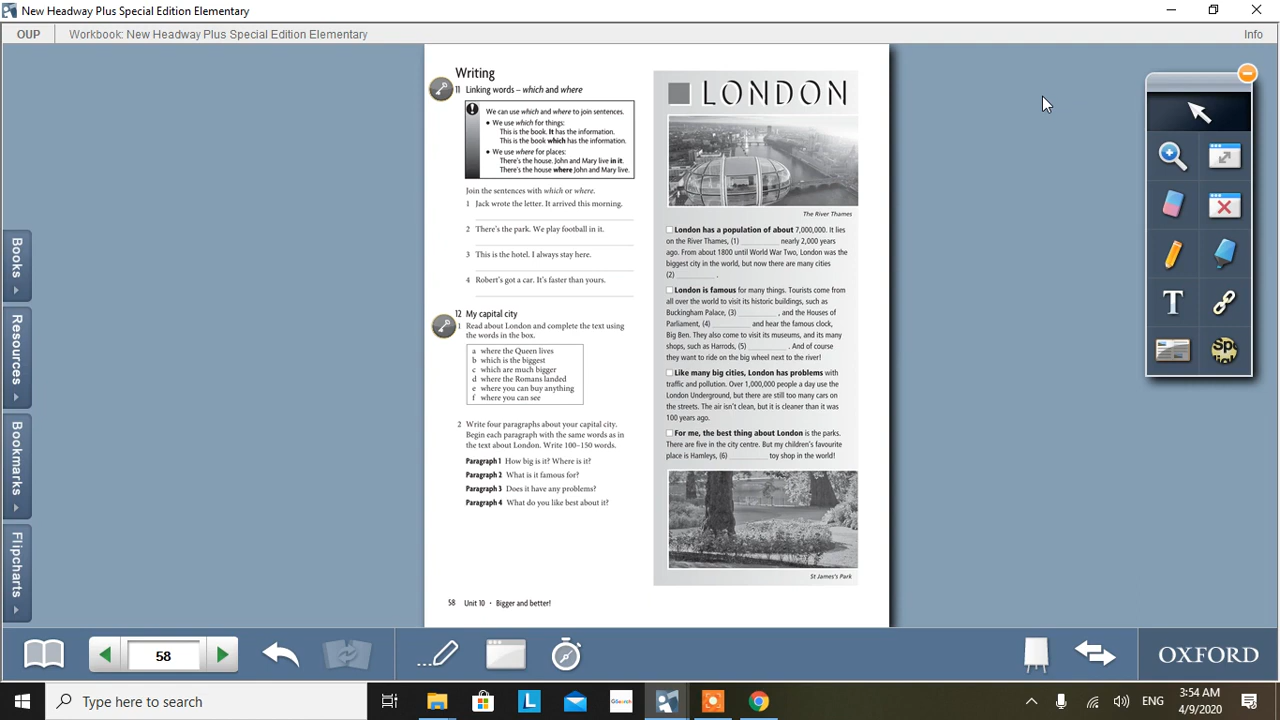 New Headway Plus Special Edition Elementary
OUP
Workbook: New Headway Plus Special Edition Elementary
Info
Writing
11 Linking words – which and where
We can use which and where to join sentences.
• We use which for things:
This is the book. It has the information.
This is the book which has the information.
• We use where for places:
There's the house. John and Mary live in it.
There's the house where John and Mary live.
Join the sentences with which or where.
1 Jack wrote the letter. It arrived this morning.
2 There's the park. We play football in it.
3 This is the hotel. I always stay here.
4 Robert's got a car. It's faster than yours.
12 My capital city
1 Read about London and complete the text using
the words in the box.
a where the Queen lives
b which is the biggest
c which are much bigger
d where the Romans landed
e where you can buy anything
f where you can see
2 Write four paragraphs about your capital city.
Begin each paragraph with the same words as in
the text about London. Write 100–150 words.
Paragraph 1 How big is it? Where is it?
Paragraph 2 What is it famous for?
Paragraph 3 Does it have any problems?
Paragraph 4 What do you like best about it?
58 Unit 10 • Bigger and better!
LONDON
The River Thames
London has a population of about 7,000,000. It lies
on the River Thames, (1) ________ nearly 2,000 years
ago. From about 1800 until World War Two, London was the
biggest city in the world, but now there are many cities
(2) ________ .
London is famous for many things. Tourists come from
all over the world to visit its historic buildings, such as
Buckingham Palace, (3) ________ , and the Houses of
Parliament, (4) ________ and hear the famous clock,
Big Ben. They also come to visit its museums, and its many
shops, such as Harrods, (5) ________ . And of course
they want to ride on the big wheel next to the river!
Like many big cities, London has problems with
traffic and pollution. Over 1,000,000 people a day use the
London Underground, but there are still too many cars on
the streets. The air isn't clean, but it is cleaner than it was
100 years ago.
For me, the best thing about London is the parks.
There are five in the city centre. But my children's favourite
place is Hamleys, (6) ________ toy shop in the world!
St James's Park
Books
Resources
Bookmarks
Flipcharts
T
58
OXFORD
Type here to search
L
ENG
3:54 AM
4/9/2020